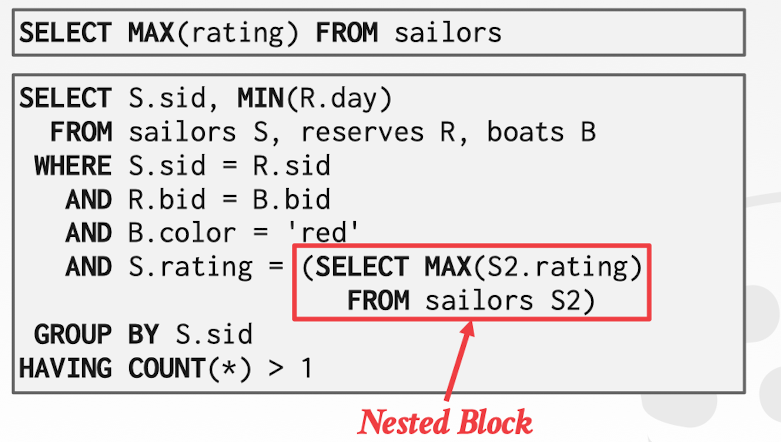 SELECT MAX(rating) FROM sailors
SELECT S.sid, MIN(R.day)
FROM sailors S, reserves R, boats B
WHERE S.sid = R.sid
AND R.bid = B.bid
AND B.color = 'red'
AND S.rating = (SELECT MAX(S2.rating)
FROM sailors S2)
GROUP BY S.sid
HAVING COUNT(*) > 1
Nested Block